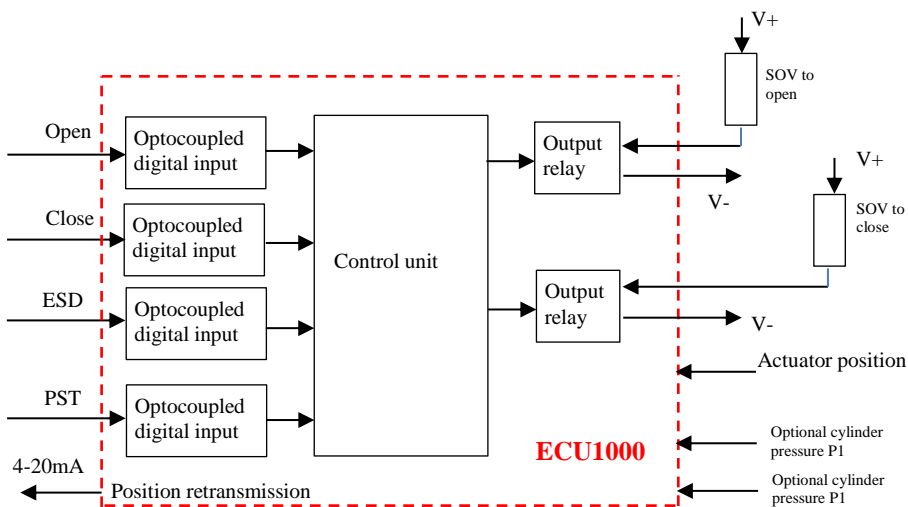 V+
SOV to
open
Open
Optocoupled
digital input
Output
relay
V-
V+
SOV to
close
Close
Optocoupled
digital input
Control unit
ESD
Optocoupled
digital input
Output
relay
V-
Actuator position
PST
Optocoupled
digital input
ECU1000
Optional cylinder
pressure P1
4-20mA
Position retransmission
Optional cylinder
pressure P1